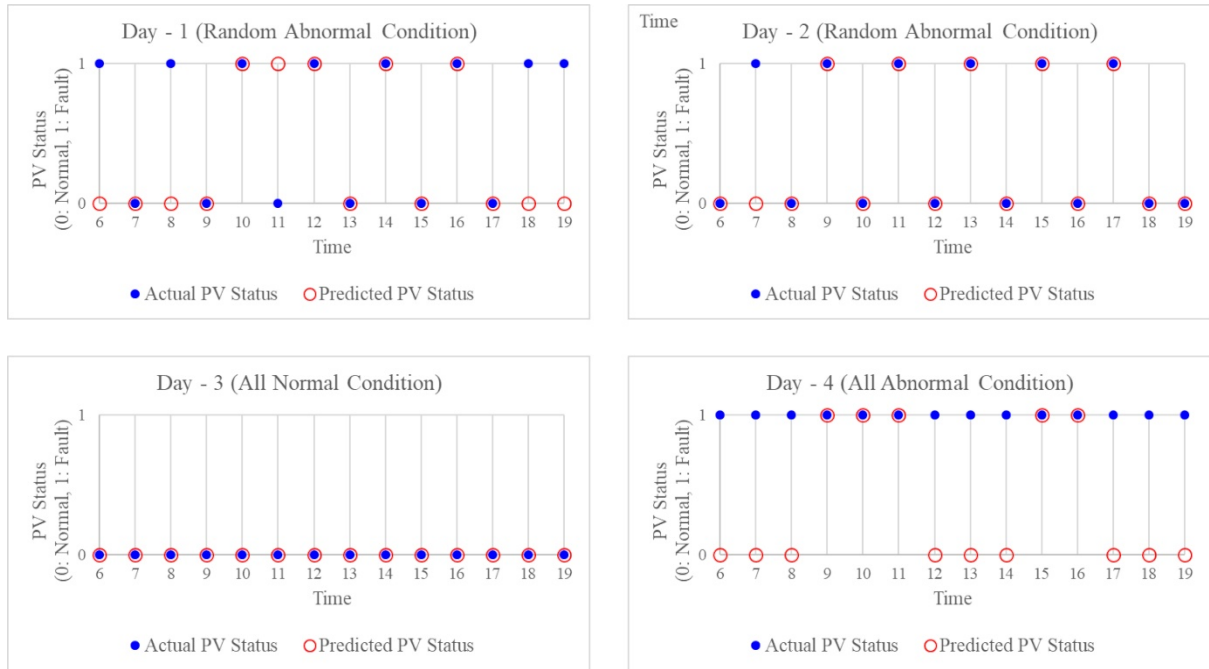 Day - 1 (Random Abnormal Condition)
PV Status
(0: Normal, 1: Fault)
1
0
6 7 8 9 10 11 12 13 14 15 16 17 18 19
Time
Actual PV Status Predicted PV Status
Time
Day - 2 (Random Abnormal Condition)
PV Status
(0: Normal, 1: Fault)
1
0
6 7 8 9 10 11 12 13 14 15 16 17 18 19
Time
Actual PV Status Predicted PV Status
Day - 3 (All Normal Condition)
PV Status
(0: Normal, 1: Fault)
1
0
6 7 8 9 10 11 12 13 14 15 16 17 18 19
Time
Actual PV Status Predicted PV Status
Day - 4 (All Abnormal Condition)
PV Status
(0: Normal, 1: Fault)
1
0
6 7 8 9 10 11 12 13 14 15 16 17 18 19
Time
Actual PV Status Predicted PV Status